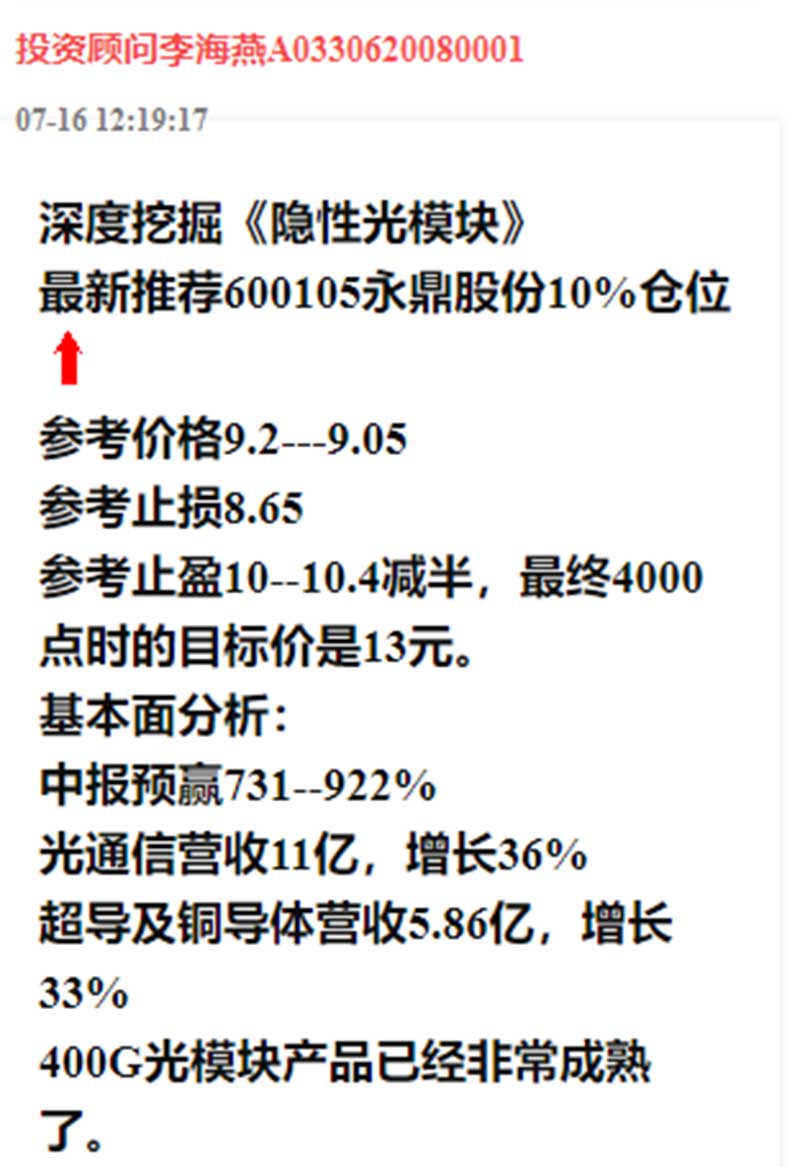 投资顾问李海燕A0330620080001
07-16 12:19:17
深度挖掘《隐性光模块》
最新推荐600105永鼎股份10%仓位
参考价格9.2---9.05
参考止损8.65
参考止盈10--10.4减半，最终4000
点时的目标价是13元。
基本面分析：
中报预赢731--922%
光通信营收11亿，增长36%
超导及铜导体营收5.86亿，增长
33%
400G光模块产品已经非常成熟
了。